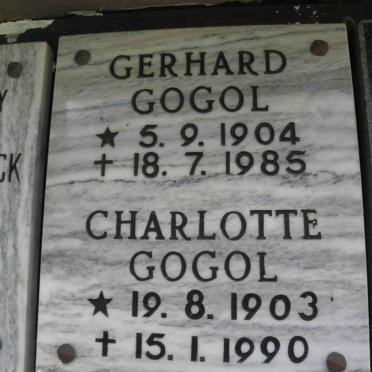 GERHARD
GOGOL
★ 5. 9. 1904
✝ 18. 7. 1985
CHARLOTTE
GOGOL
★ 19. 8. 1903
✝ 15. 1. 1990